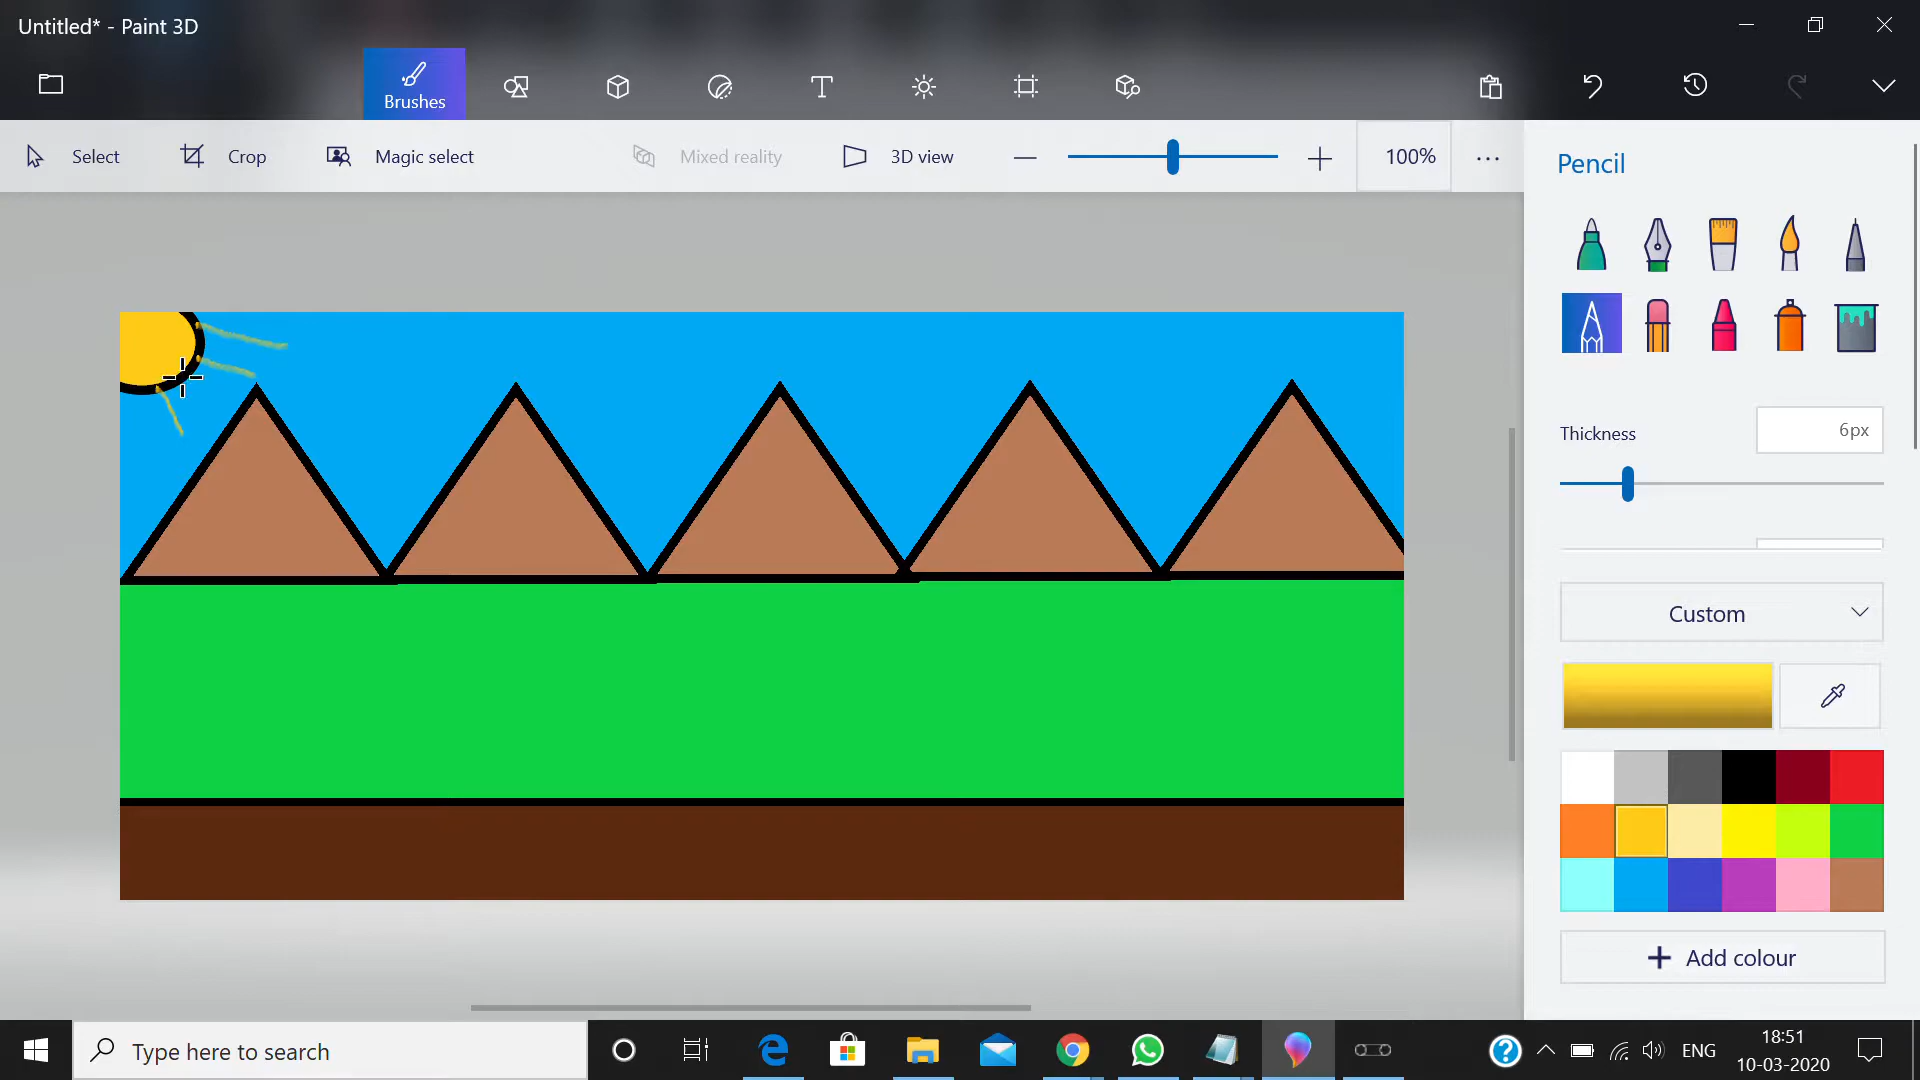 Untitled* - Paint 3D
Brushes
Select
Crop
Magic select
Mixed reality
3D view
100%
Pencil
Thickness
6px
Custom
Add colour
Type here to search
ENG
18:51
10-03-2020